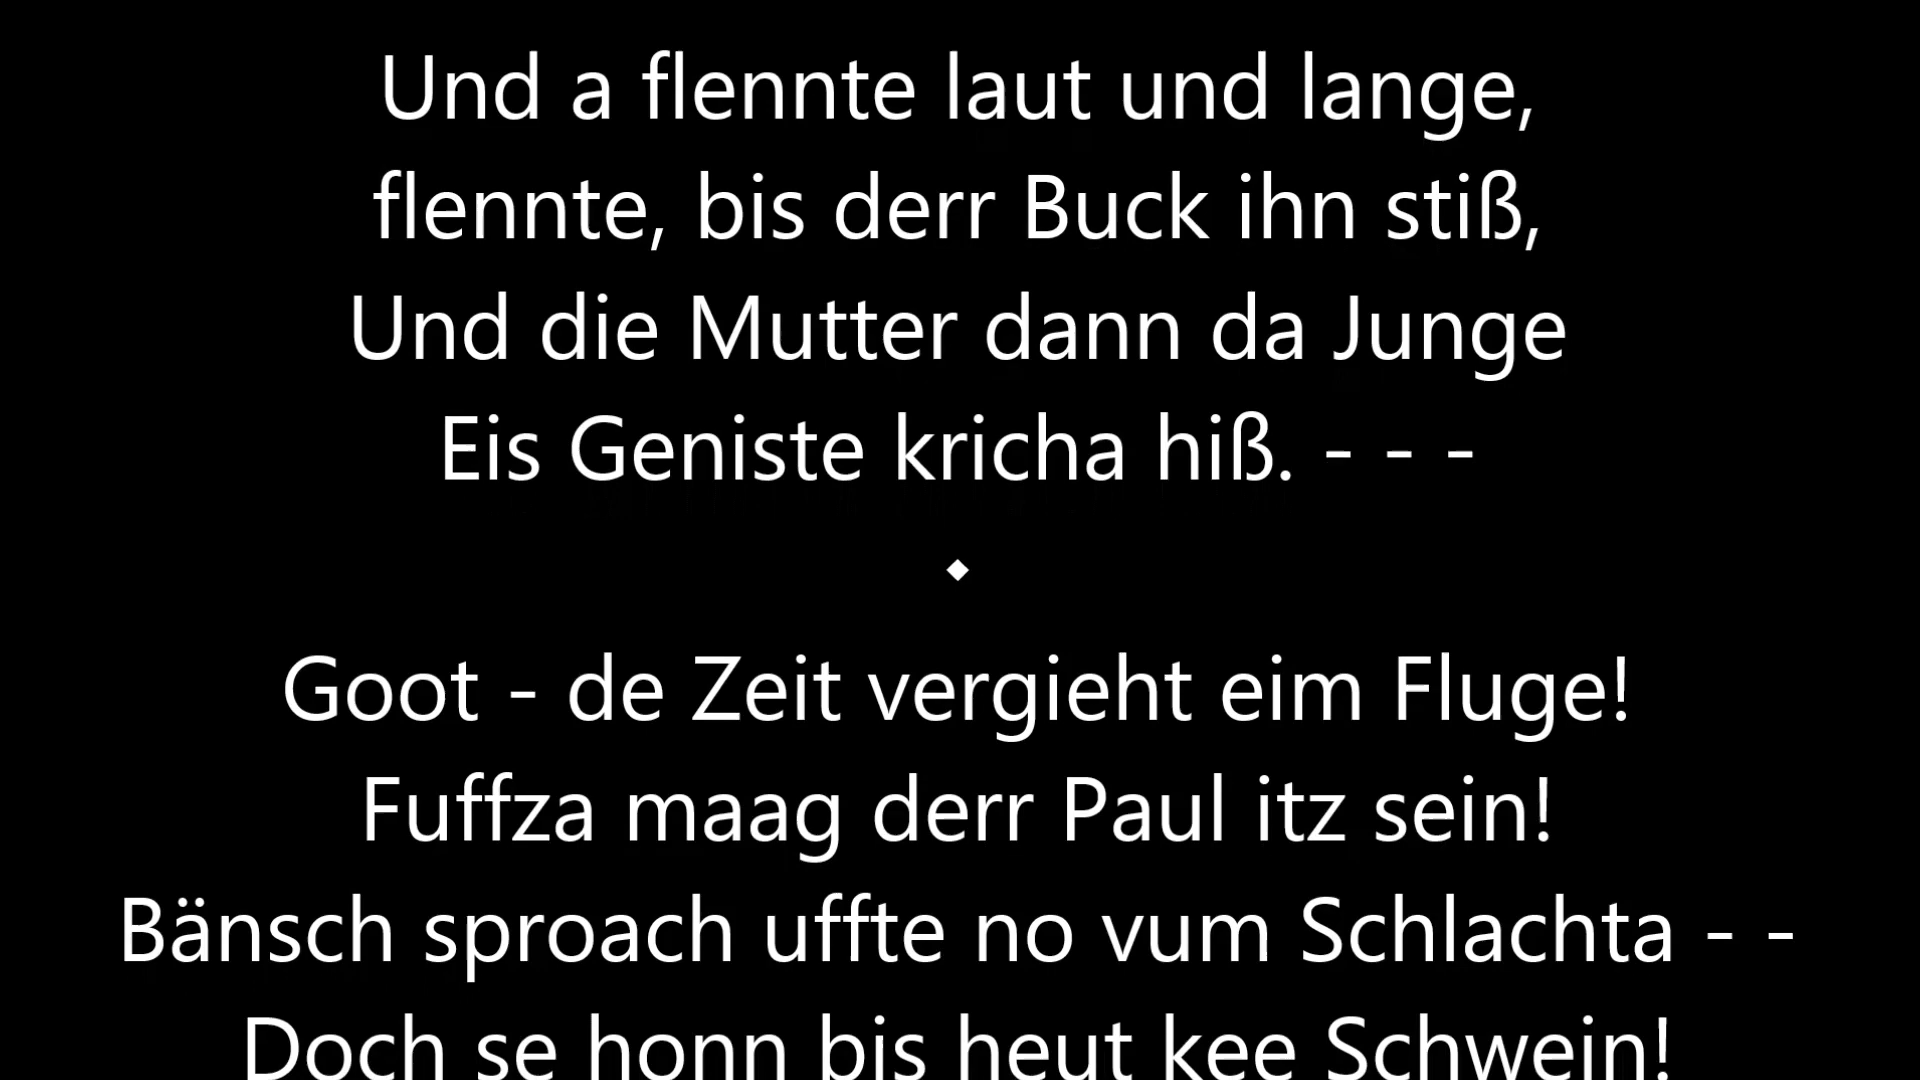 Und a flennte laut und lange,
flennte, bis derr Buck ihn stiß,
Und die Mutter dann da Junge
Eis Geniste kricha hiß. - - -
◆
Goot - de Zeit vergieht eim Fluge!
Fuffza maag derr Paul itz sein!
Bänsch sproach uffte no vum Schlachta - -
Doch se honn bis heut kee Schwein!